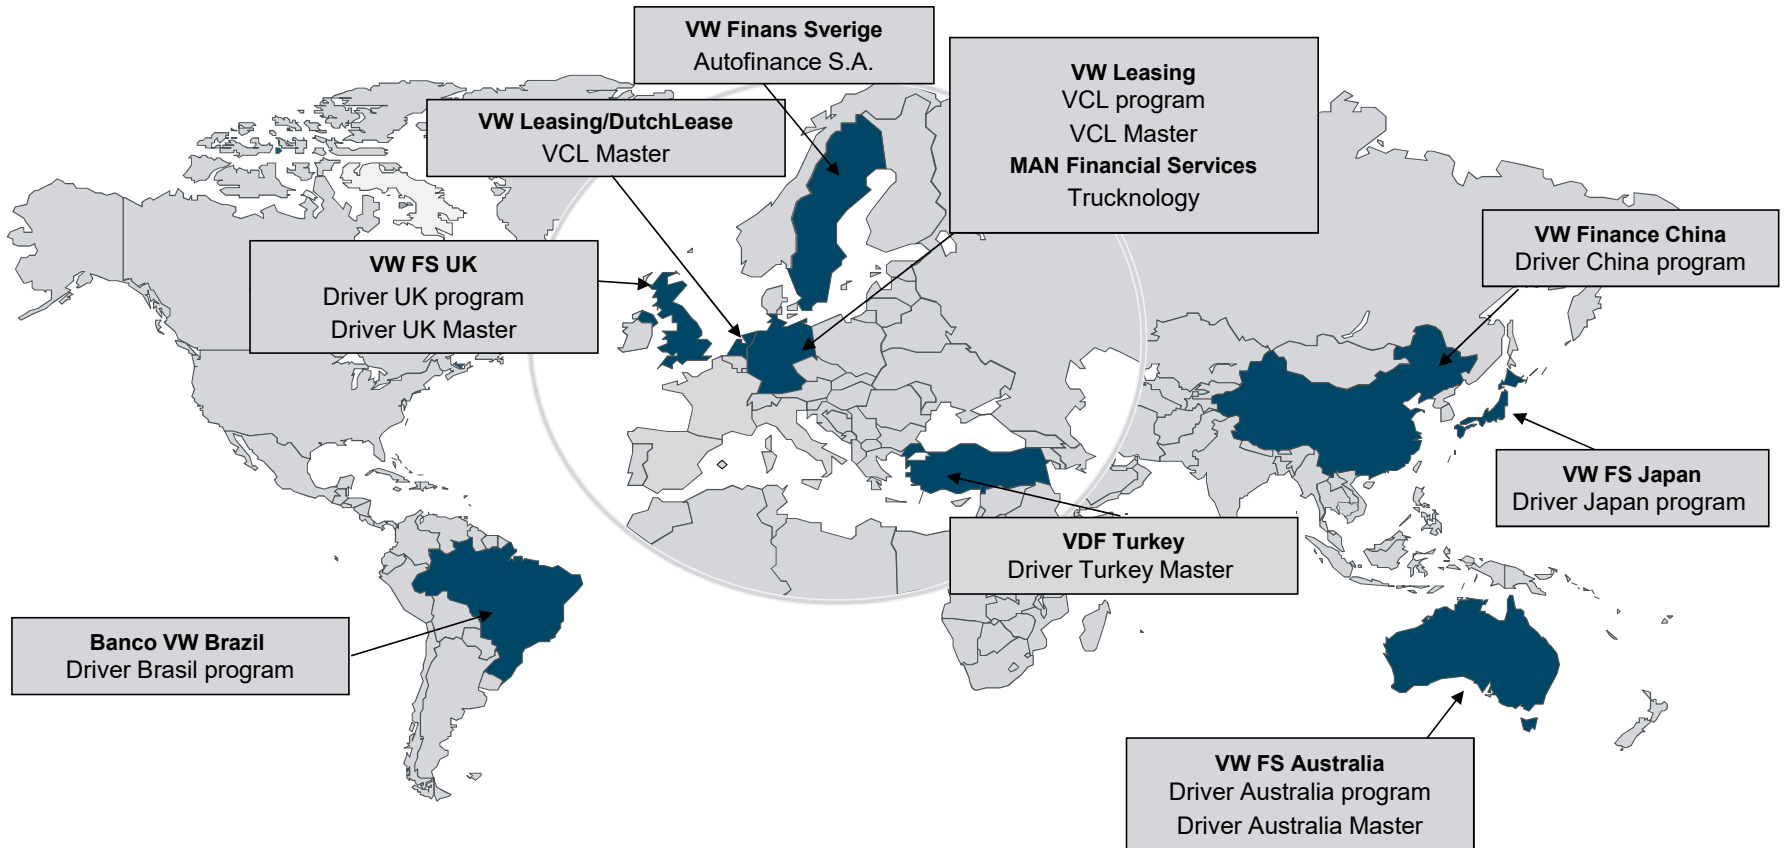 VW Finans Sverige
Autofinance S.A.
VW Leasing/DutchLease
VCL Master
VW Leasing
VCL program
VCL Master
MAN Financial Services
Trucknology
VW FS UK
Driver UK program
Driver UK Master
VW Finance China
Driver China program
VW FS Japan
Driver Japan program
VDF Turkey
Driver Turkey Master
Banco VW Brazil
Driver Brasil program
VW FS Australia
Driver Australia program
Driver Australia Master